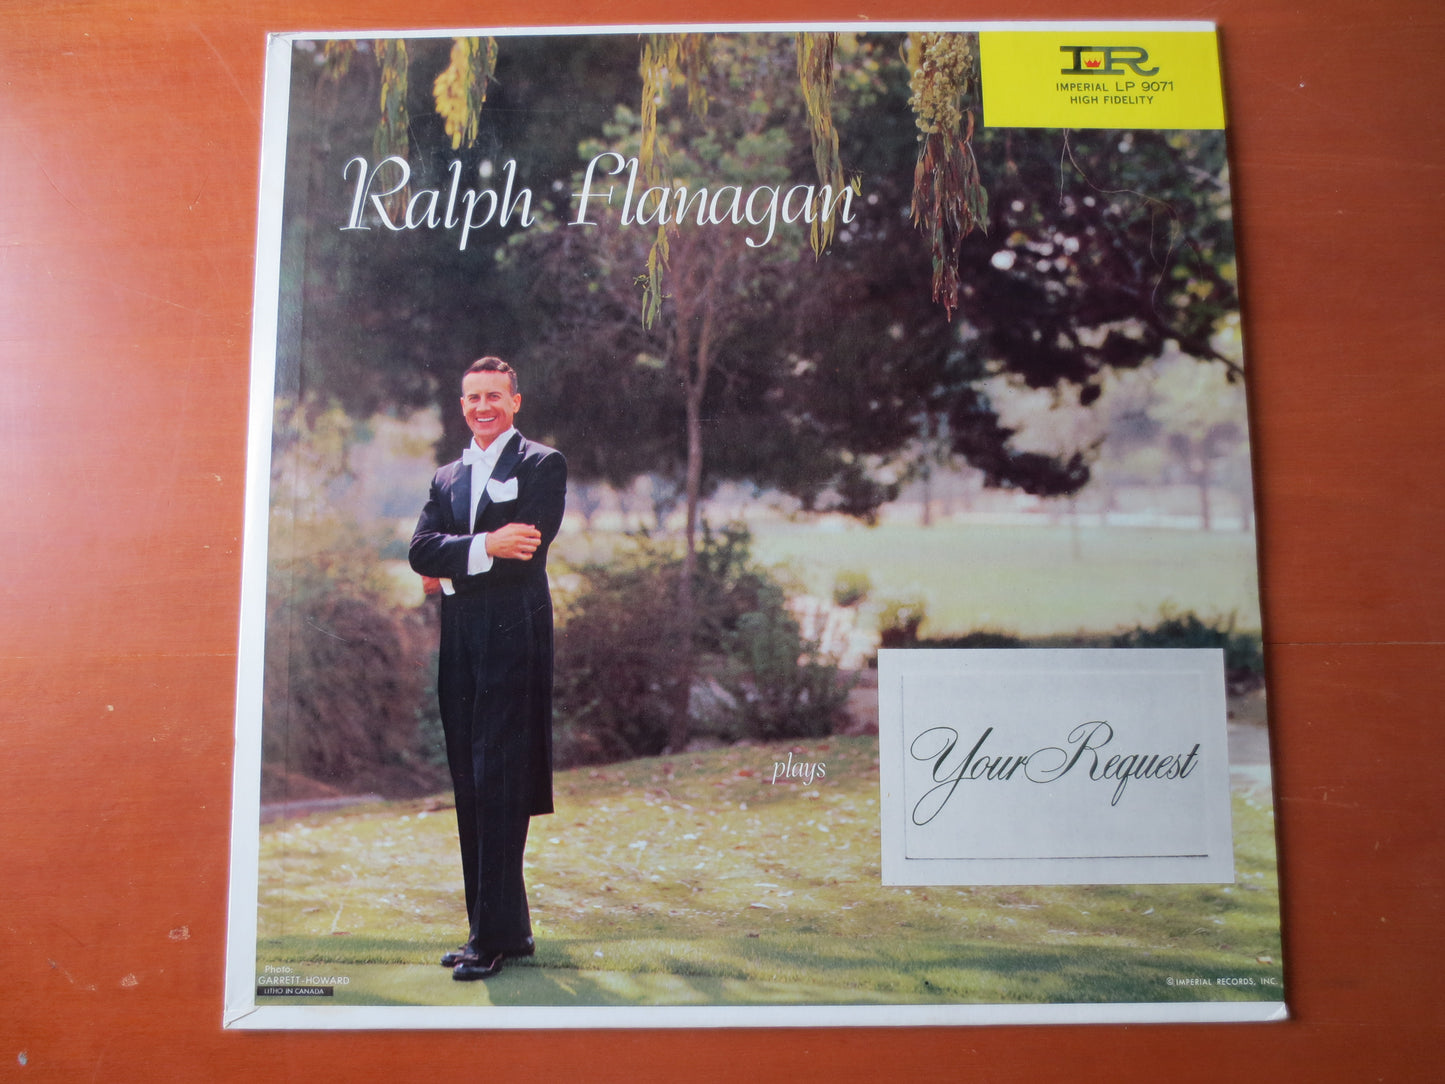 IR
IMPERIAL LP 9071
HIGH FIDELITY
Ralph Flanagan
plays
Your Request
Photo:
GARRETT-HOWARD
LITHO IN CANADA
© IMPERIAL RECORDS, INC.